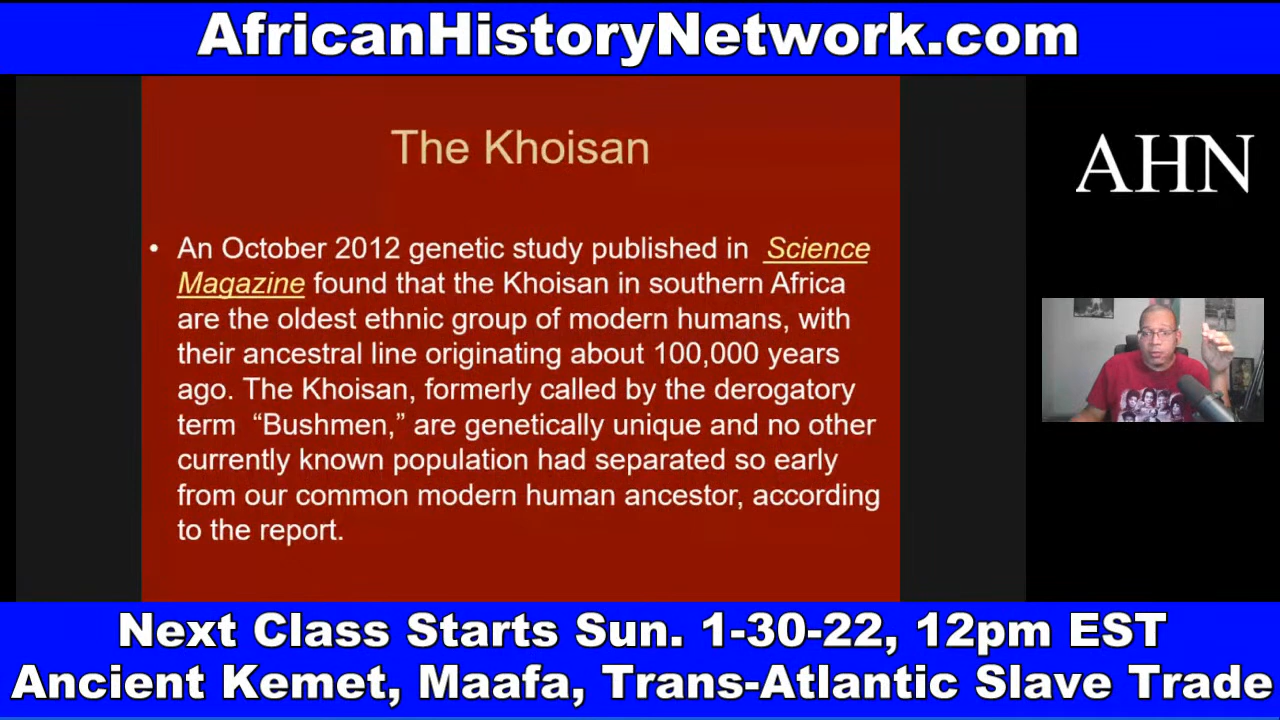 AfricanHistoryNetwork.com
The Khoisan
AHN
• An October 2012 genetic study published in Science
Magazine found that the Khoisan in southern Africa
are the oldest ethnic group of modern humans, with
their ancestral line originating about 100,000 years
ago. The Khoisan, formerly called by the derogatory
term “Bushmen,” are genetically unique and no other
currently known population had separated so early
from our common modern human ancestor, according
to the report.
Next Class Starts Sun. 1-30-22, 12pm EST
Ancient Kemet, Maafa, Trans-Atlantic Slave Trade